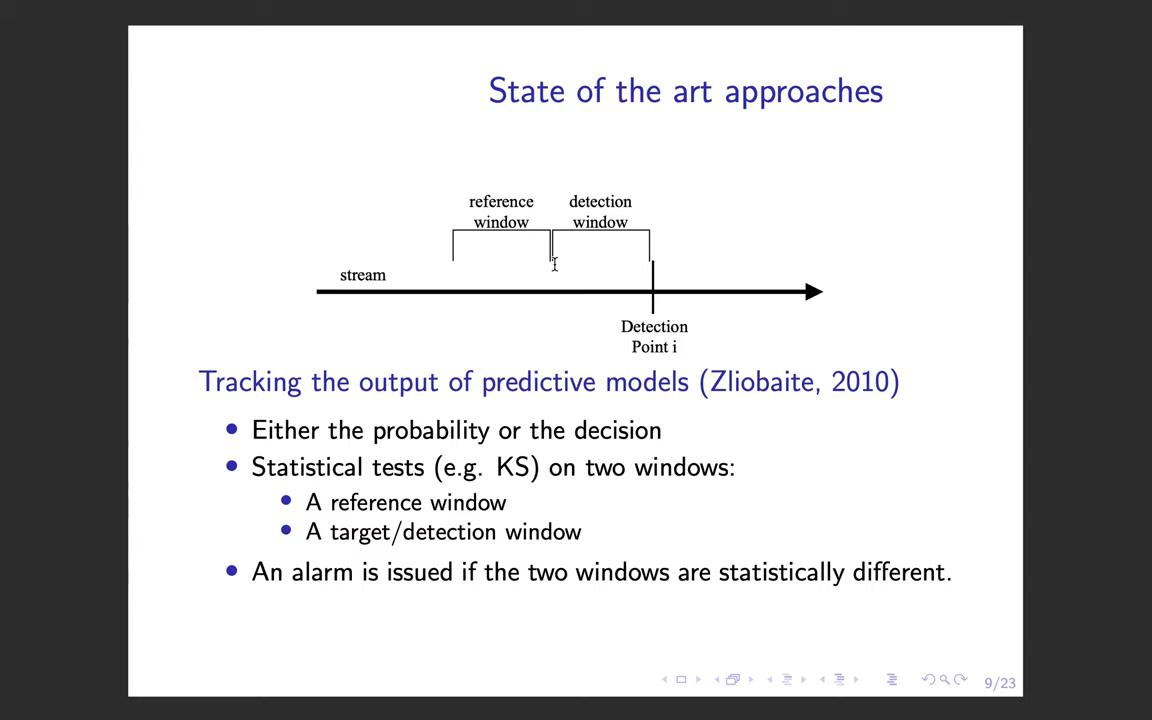 State of the art approaches
reference
window
detection
window
stream
Detection
Point i
Tracking the output of predictive models (Zliobaite, 2010)
Either the probability or the decision
Statistical tests (e.g. KS) on two windows:
A reference window
A target/detection window
An alarm is issued if the two windows are statistically different.
9/23